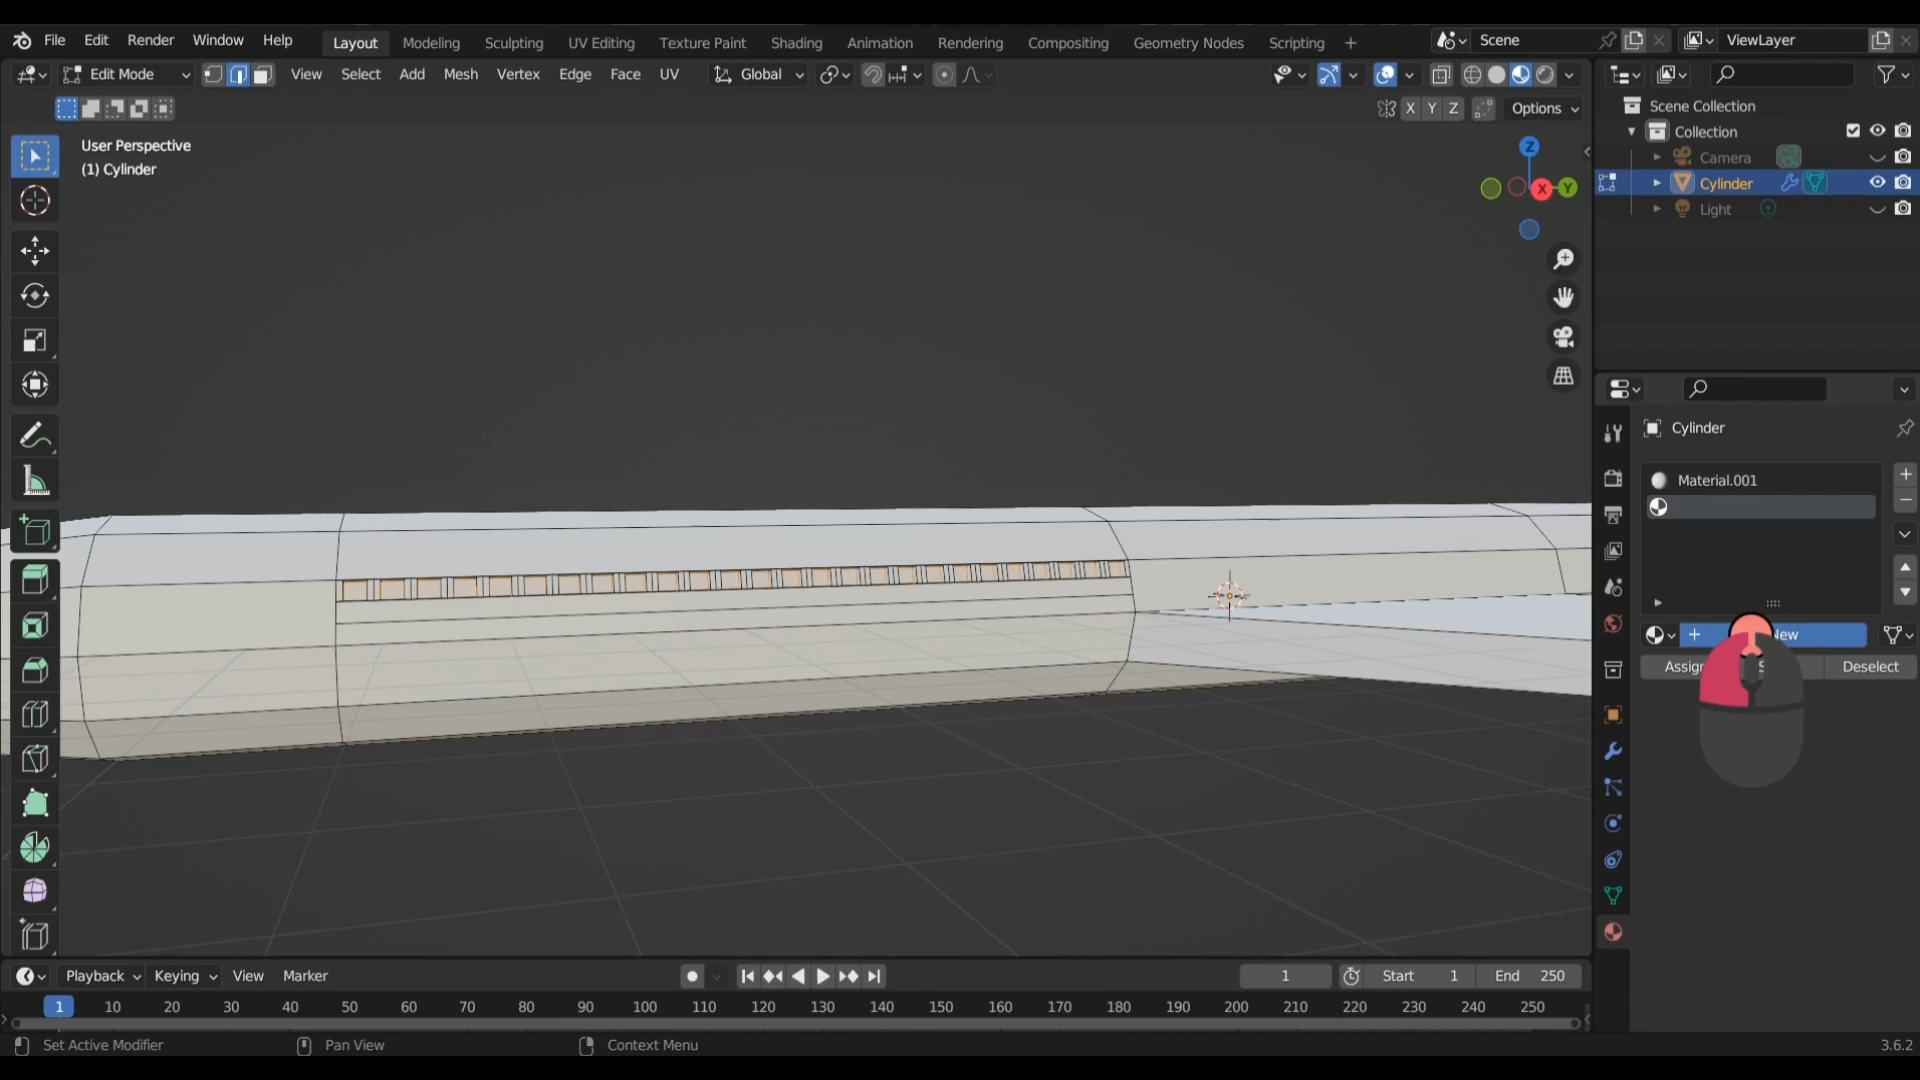 File Edit Render Window Help Layout Modeling Sculpting UV Editing Texture Paint Shading Animation Rendering Compositing Geometry Nodes Scripting Scene ViewLayer
Edit Mode View Select Add Mesh Vertex Edge Face UV Global
X Y Z Options
User Perspective
(1) Cylinder
Z
X Y
Scene Collection
Collection
Camera
Cylinder
Light
Cylinder
Material.001
New
Deselect
Playback Keying View Marker 1 Start 1 End 250
1 10 20 30 40 50 60 70 80 90 100 110 120 130 140 150 160 170 180 190 200 210 220 230 240 250
Set Active Modifier Pan View Context Menu 3.6.2